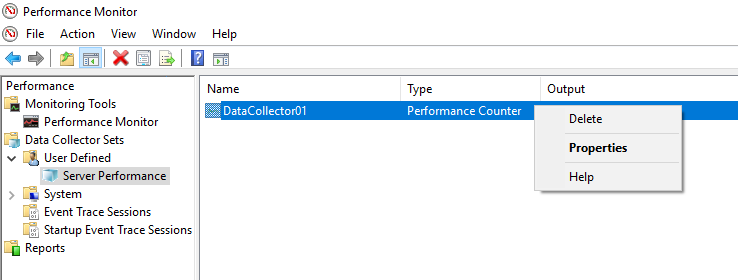 Performance Monitor
File Action View Window Help
Performance
Monitoring Tools
Performance Monitor
Data Collector Sets
User Defined
Server Performance
System
Event Trace Sessions
Startup Event Trace Sessions
Reports
Name Type Output
DataCollector01 Performance Counter
Delete
Properties
Help